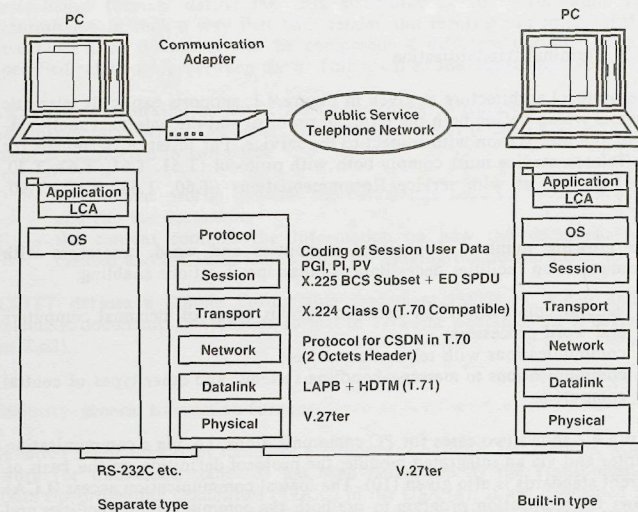 PC
PC
Communication
Adapter
Public Service
Telephone Network
Application
LCA
OS
Protocol
Session
Transport
Network
Datalink
Physical
Coding of Session User Data
PGI, PI, PV
X.225 BCS Subset + ED SPDU
X.224 Class 0 (T.70 Compatible)
Protocol for CSDN in T.70
(2 Octets Header)
LAPB + HDTM (T.71)
V.27ter
Application
LCA
OS
Session
Transport
Network
Datalink
Physical
RS-232C etc.
V.27ter
Separate type
Built-in type